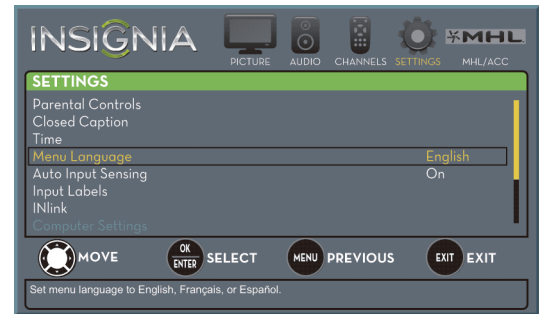 INSIGNIA
MHL
PICTURE AUDIO CHANNELS SETTINGS MHL/ACC
SETTINGS
Parental Controls
Closed Caption
Time
Menu Language English
Auto Input Sensing On
Input Labels
INlink
Computer Settings
MOVE OK ENTER SELECT MENU PREVIOUS EXIT EXIT
Set menu language to English, Français, or Español.